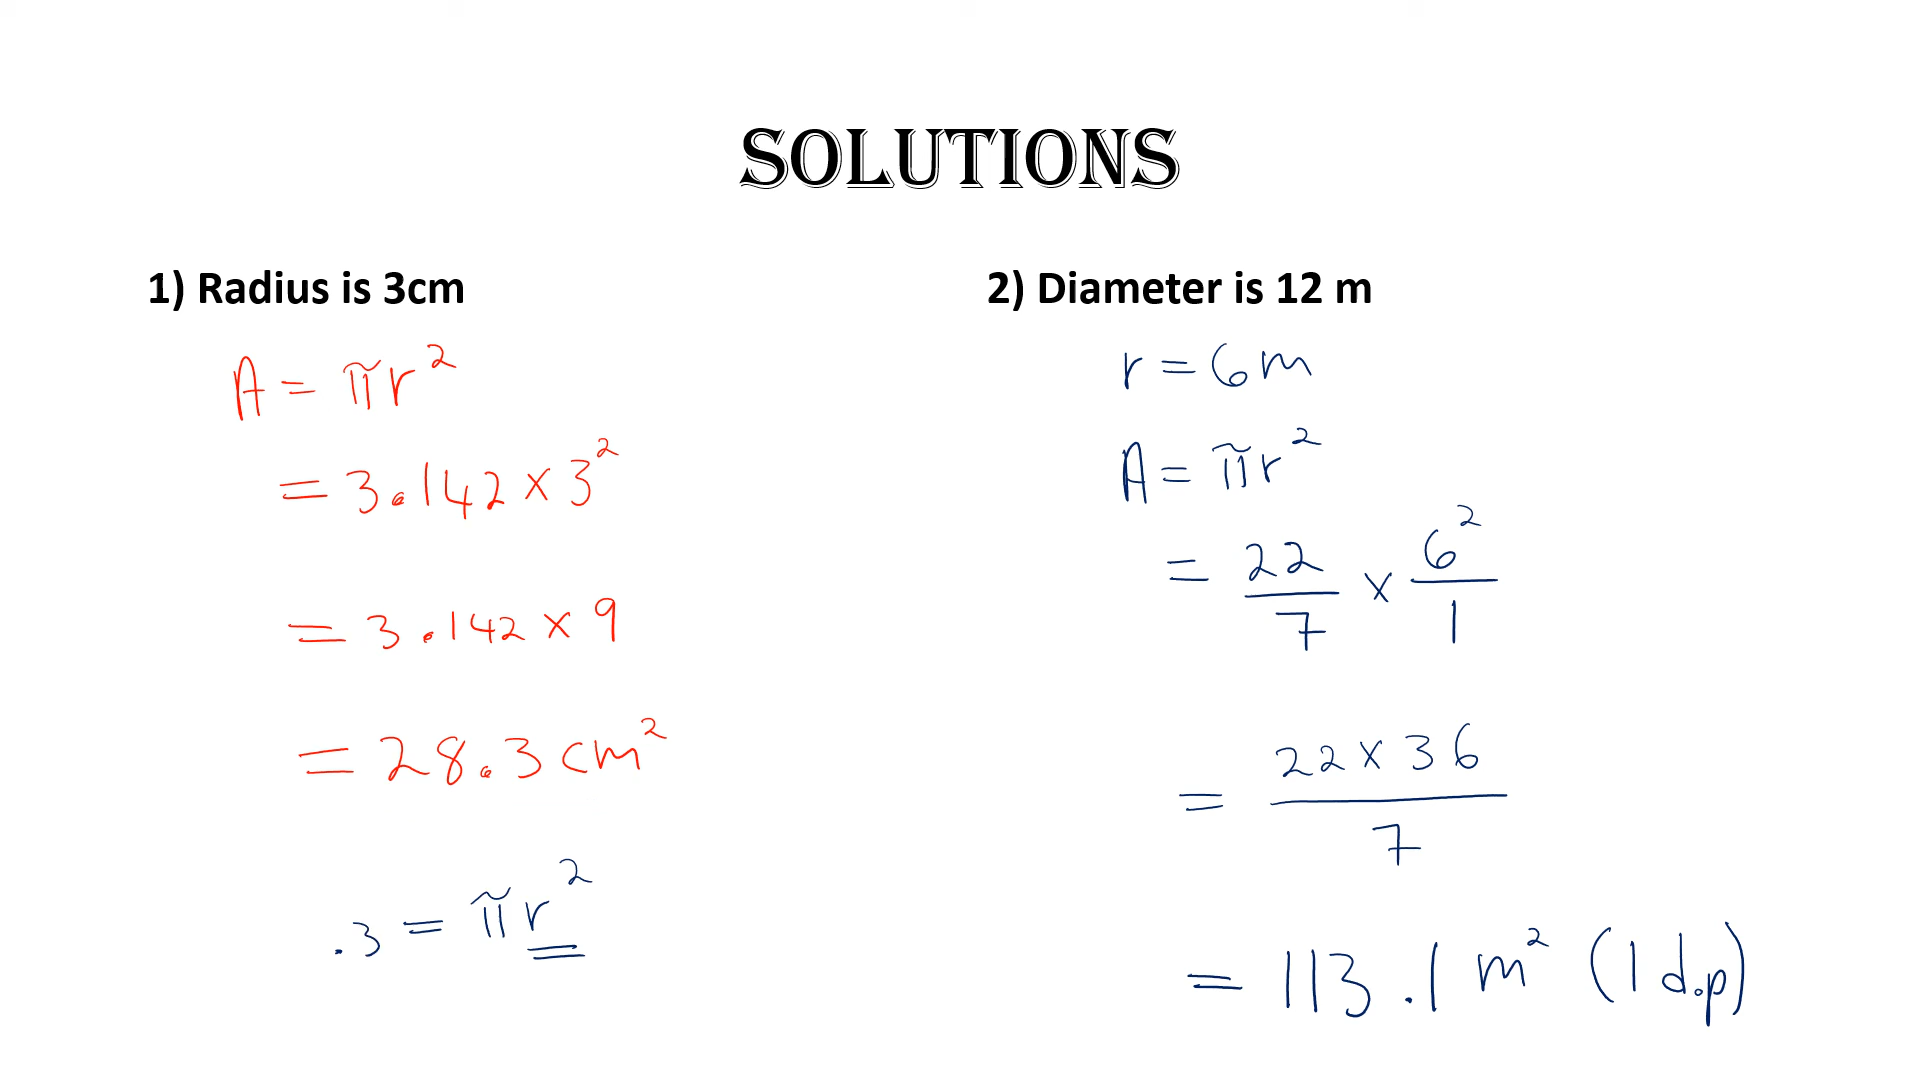 SOLUTIONS
1) Radius is 3cm
A = πr²
= 3.142 × 3²
= 3.142 × 9
= 28.3 cm²
.3 = πr²
2) Diameter is 12 m
r = 6m
A = πr²
= 22/7 × 6²/1
= 22 × 36/7
= 113.1 m² (1 d.p)